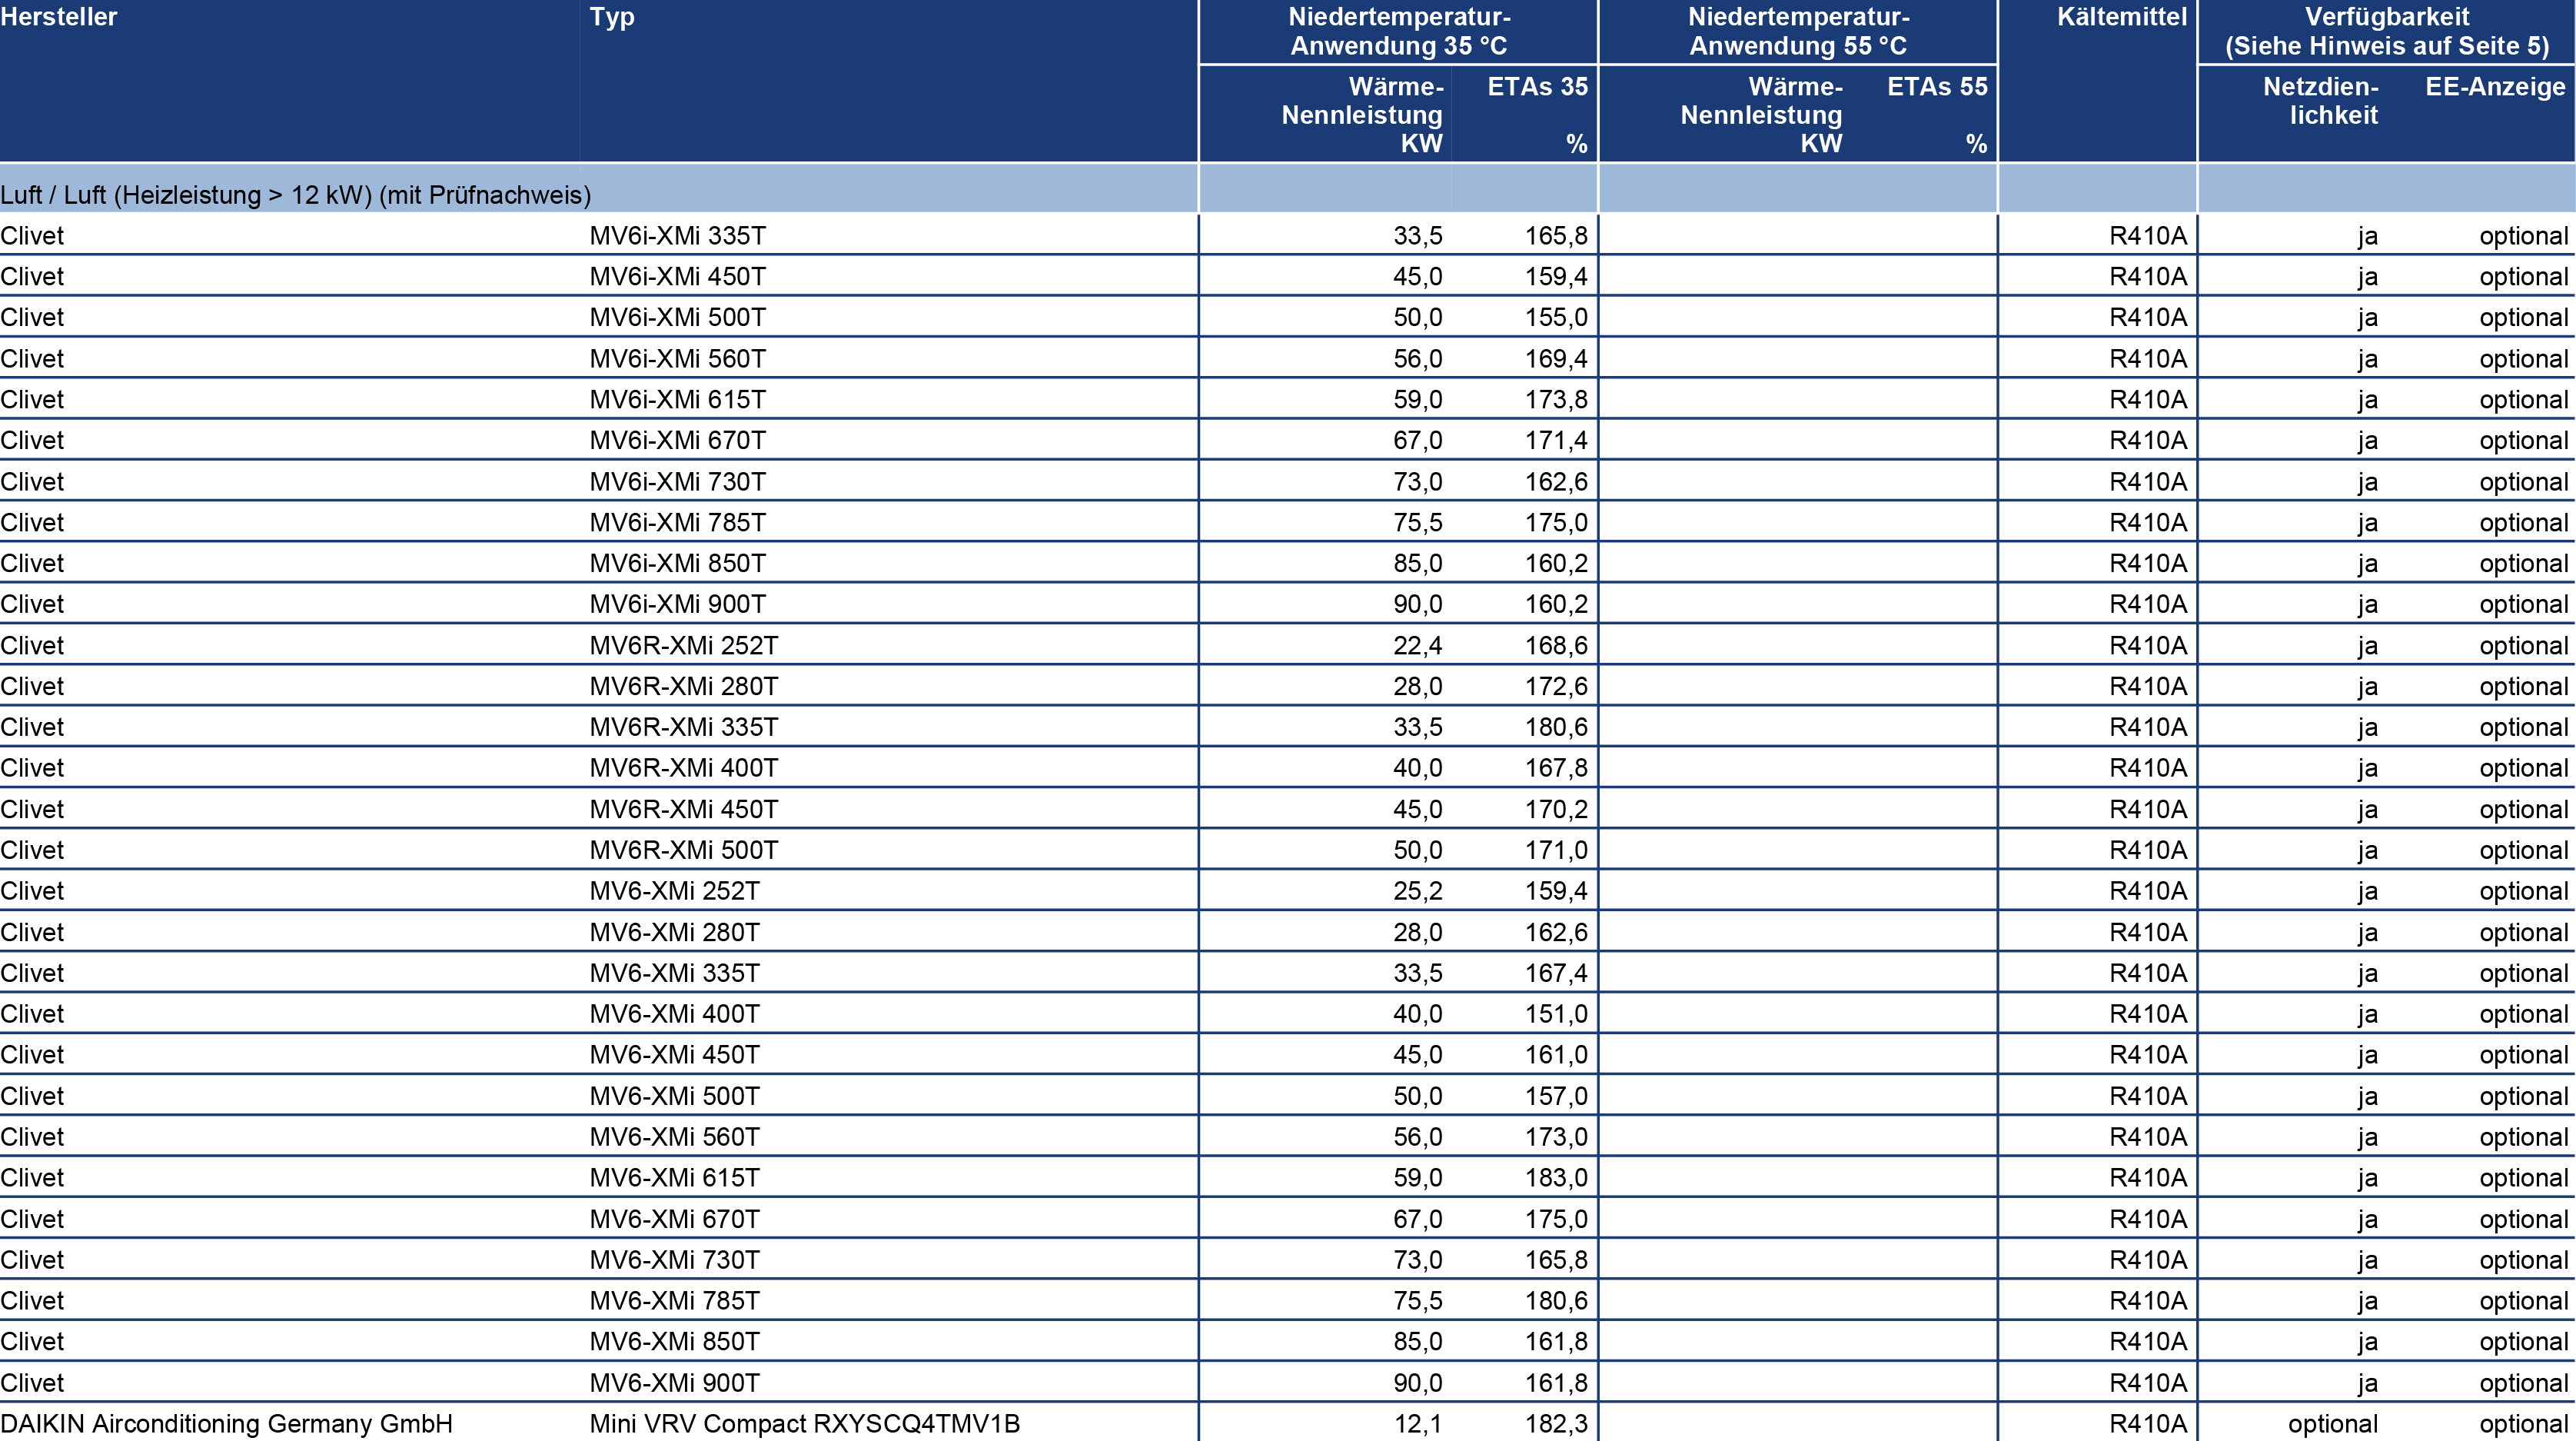 Hersteller Typ Niedertemperatur- Niedertemperatur- Kältemittel Verfügbarkeit
Anwendung 35 °C Anwendung 55 °C (Siehe Hinweis auf Seite 5)
Wärme- ETAs 35 Wärme- ETAs 55 Netzdien- EE-Anzeige
Nennleistung Nennleistung lichkeit
KW % KW %
Luft / Luft (Heizleistung > 12 kW) (mit Prüfnachweis)
Clivet MV6i-XMi 335T 33,5 165,8 R410A ja optional
Clivet MV6i-XMi 450T 45,0 159,4 R410A ja optional
Clivet MV6i-XMi 500T 50,0 155,0 R410A ja optional
Clivet MV6i-XMi 560T 56,0 169,4 R410A ja optional
Clivet MV6i-XMi 615T 59,0 173,8 R410A ja optional
Clivet MV6i-XMi 670T 67,0 171,4 R410A ja optional
Clivet MV6i-XMi 730T 73,0 162,6 R410A ja optional
Clivet MV6i-XMi 785T 75,5 175,0 R410A ja optional
Clivet MV6i-XMi 850T 85,0 160,2 R410A ja optional
Clivet MV6i-XMi 900T 90,0 160,2 R410A ja optional
Clivet MV6R-XMi 252T 22,4 168,6 R410A ja optional
Clivet MV6R-XMi 280T 28,0 172,6 R410A ja optional
Clivet MV6R-XMi 335T 33,5 180,6 R410A ja optional
Clivet MV6R-XMi 400T 40,0 167,8 R410A ja optional
Clivet MV6R-XMi 450T 45,0 170,2 R410A ja optional
Clivet MV6R-XMi 500T 50,0 171,0 R410A ja optional
Clivet MV6-XMi 252T 25,2 159,4 R410A ja optional
Clivet MV6-XMi 280T 28,0 162,6 R410A ja optional
Clivet MV6-XMi 335T 33,5 167,4 R410A ja optional
Clivet MV6-XMi 400T 40,0 151,0 R410A ja optional
Clivet MV6-XMi 450T 45,0 161,0 R410A ja optional
Clivet MV6-XMi 500T 50,0 157,0 R410A ja optional
Clivet MV6-XMi 560T 56,0 173,0 R410A ja optional
Clivet MV6-XMi 615T 59,0 183,0 R410A ja optional
Clivet MV6-XMi 670T 67,0 175,0 R410A ja optional
Clivet MV6-XMi 730T 73,0 165,8 R410A ja optional
Clivet MV6-XMi 785T 75,5 180,6 R410A ja optional
Clivet MV6-XMi 850T 85,0 161,8 R410A ja optional
Clivet MV6-XMi 900T 90,0 161,8 R410A ja optional
DAIKIN Airconditioning Germany GmbH Mini VRV Compact RXYSCQ4TMV1B 12,1 182,3 R410A optional optional